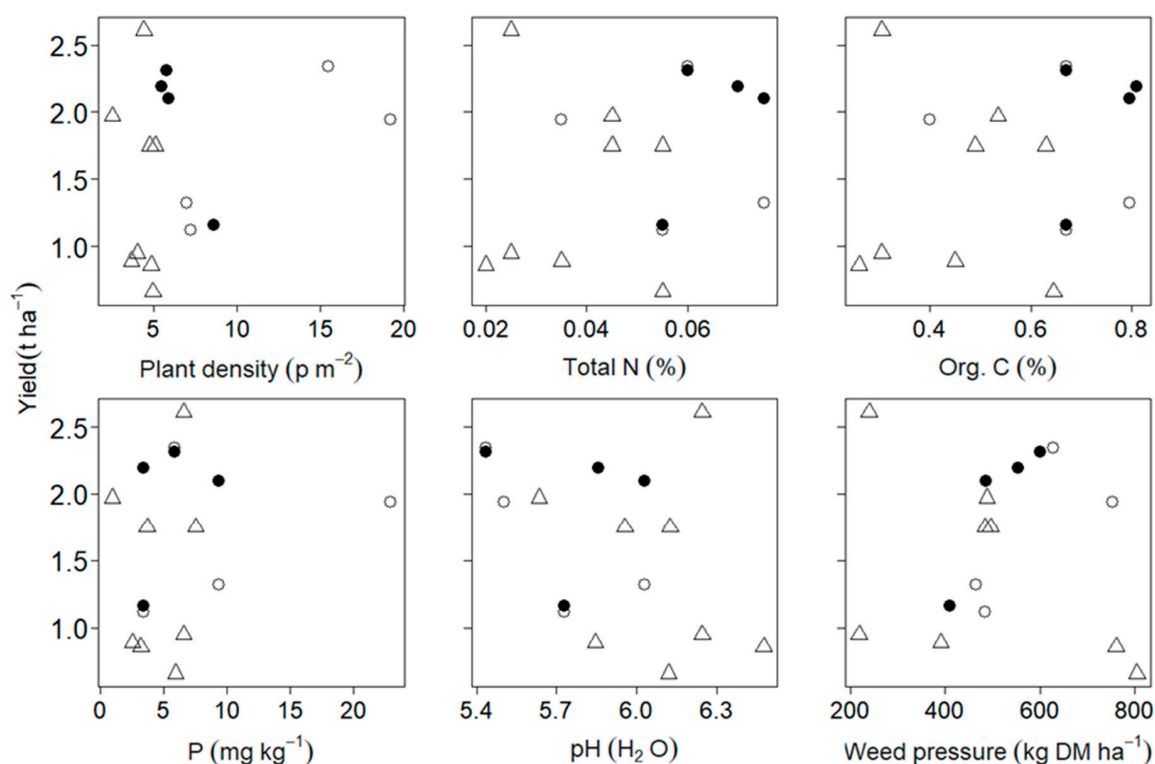 2.5
2.0
1.5
1.0
5 10 15 20
0.02 0.04 0.06
0.4 0.6 0.8
Plant density (p m⁻²)
Total N (%)
Org. C (%)
Yield (t ha⁻¹)
2.5
2.0
1.5
1.0
0 5 10 15 20
5.4 5.7 6.0 6.3
200 400 600 800
P (mg kg⁻¹)
pH (H₂ O)
Weed pressure (kg DM ha⁻¹)